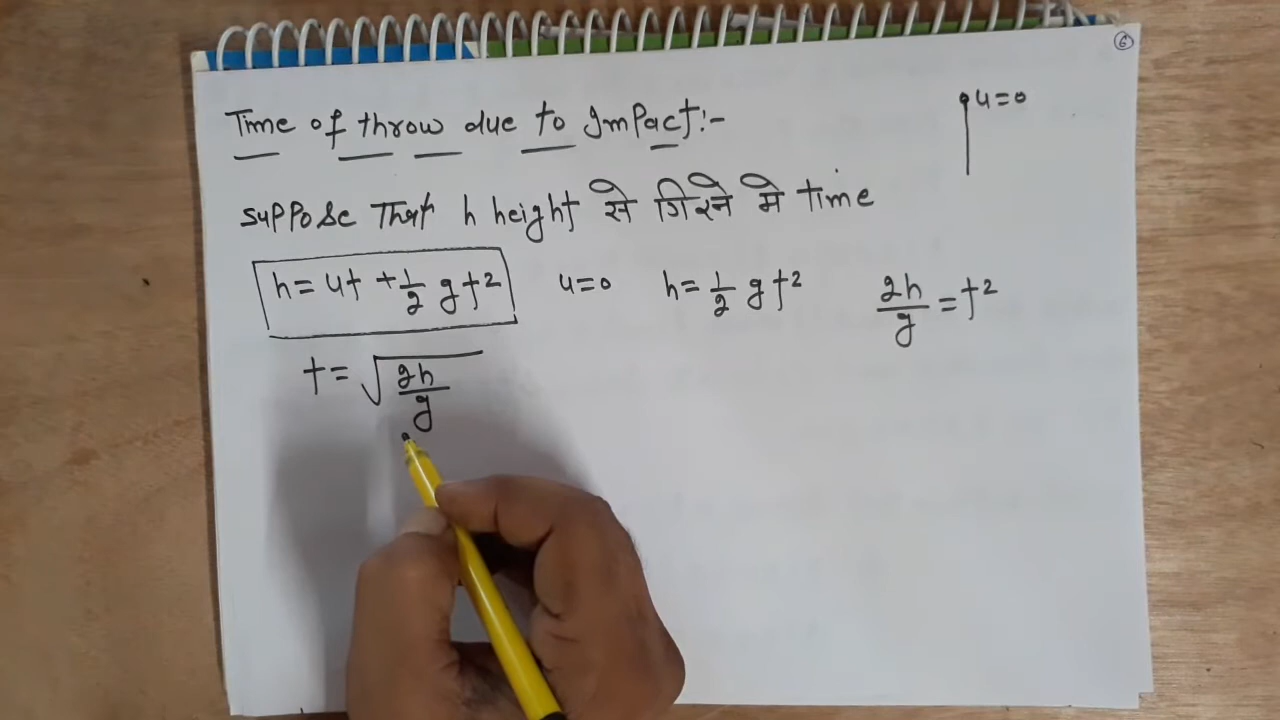 6
Time of throw due to Impact:-
u=0
suppose that h height से गिरने मे time
h= ut + 1/2 gt² u=0 h= 1/2 gt² 2h/g = t²
t= √2h/g